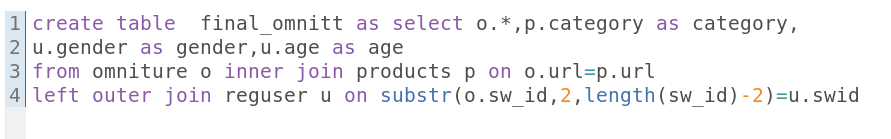 1 create table  final_omnitt as select o.*,p.category as category,
2 u.gender as gender,u.age as age
3 from omniture o inner join products p on o.url=p.url
4 left outer join reguser u on substr(o.sw_id,2,length(sw_id)-2)=u.swid